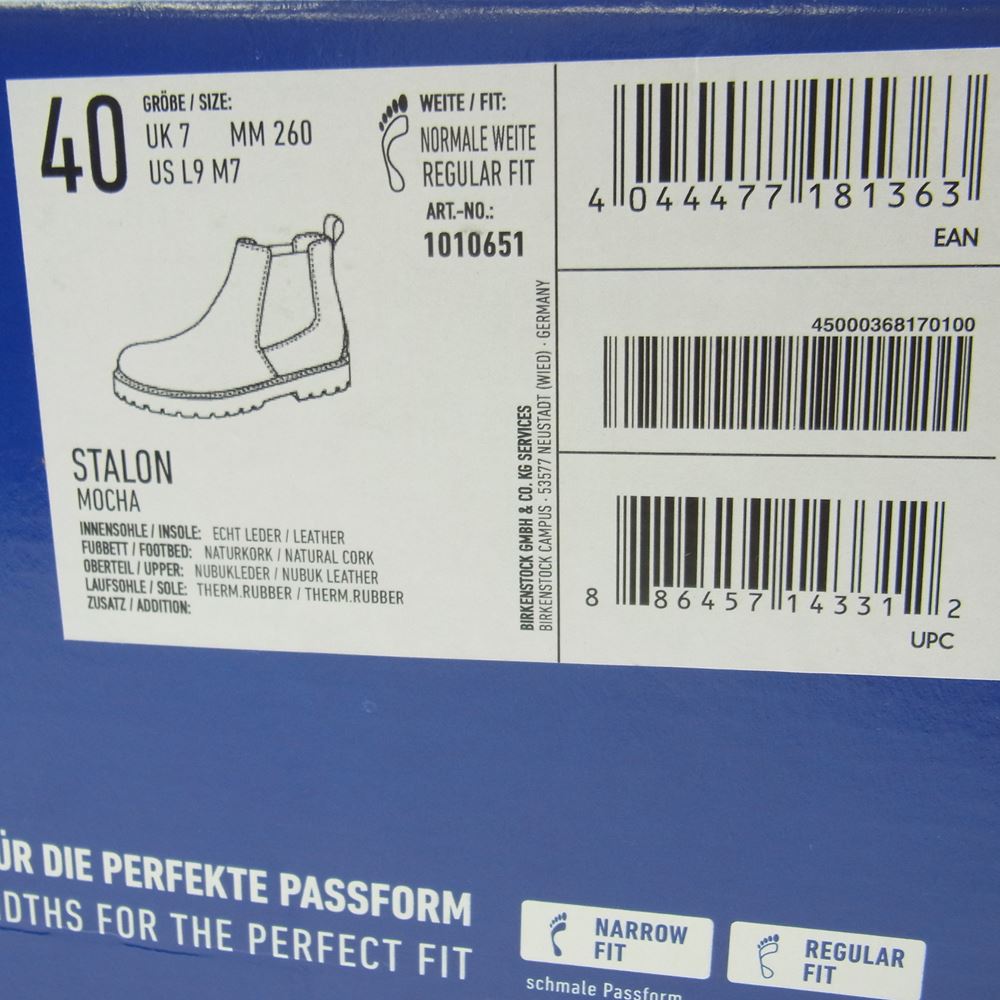 40
GRÖßE / SIZE:
UK 7 MM 260
US L9 M7
WEITE / FIT:
NORMALE WEITE
REGULAR FIT
ART.-NO.:
1010651
STALON
MOCHA
INNENSOHLE / INSOLE: ECHT LEDER / LEATHER
FUßBETT / FOOTBED: NATURKORK / NATURAL CORK
OBERTEIL / UPPER: NUBUKLEDER / NUBUK LEATHER
LAUFSOHLE / SOLE: THERM.RUBBER / THERM.RUBBER
ZUSATZ / ADDITION:
BIRKENSTOCK GMBH & CO. KG SERVICES
BIRKENSTOCK CAMPUS · 53577 NEUSTADT (WIED) · GERMANY
4 044477 181363
EAN
45000368170100
8 86457 14331 2
UPC
ÜR DIE PERFEKTE PASSFORM
DTHS FOR THE PERFECT FIT
NARROW
FIT
schmale Passform
REGULAR
FIT